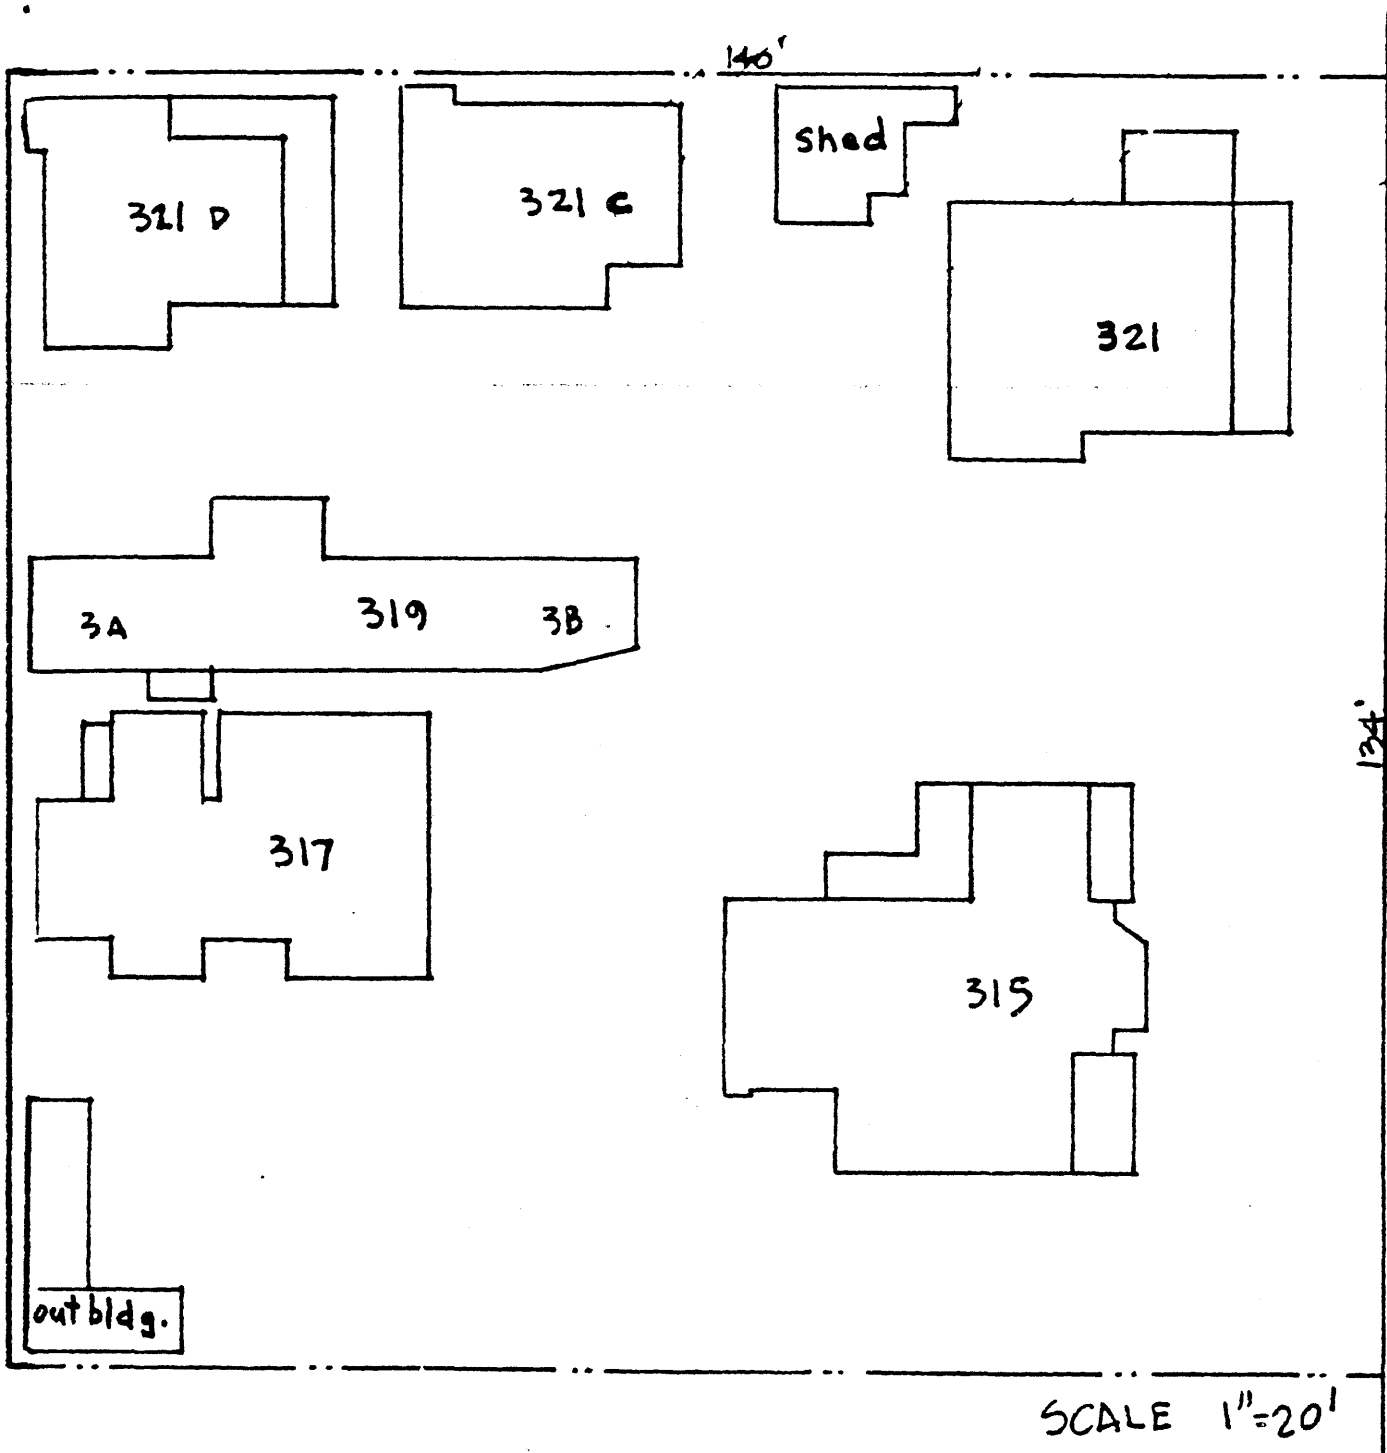 140'
shed
321 D
321 C
321
3A
319
3B
134'
317
315
out bldg.
SCALE 1"=20'